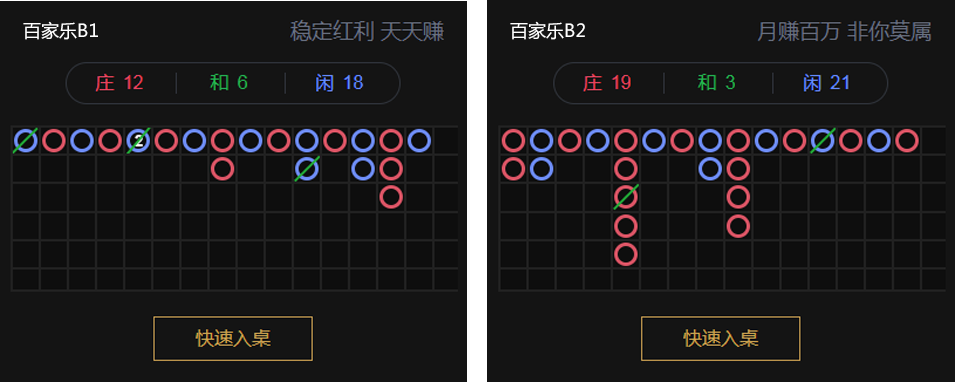 百家乐B1
稳定红利 天天赚
庄 12
和 6
闲 18
2
快速入桌
百家乐B2
月赚百万 非你莫属
庄 19
和 3
闲 21
快速入桌